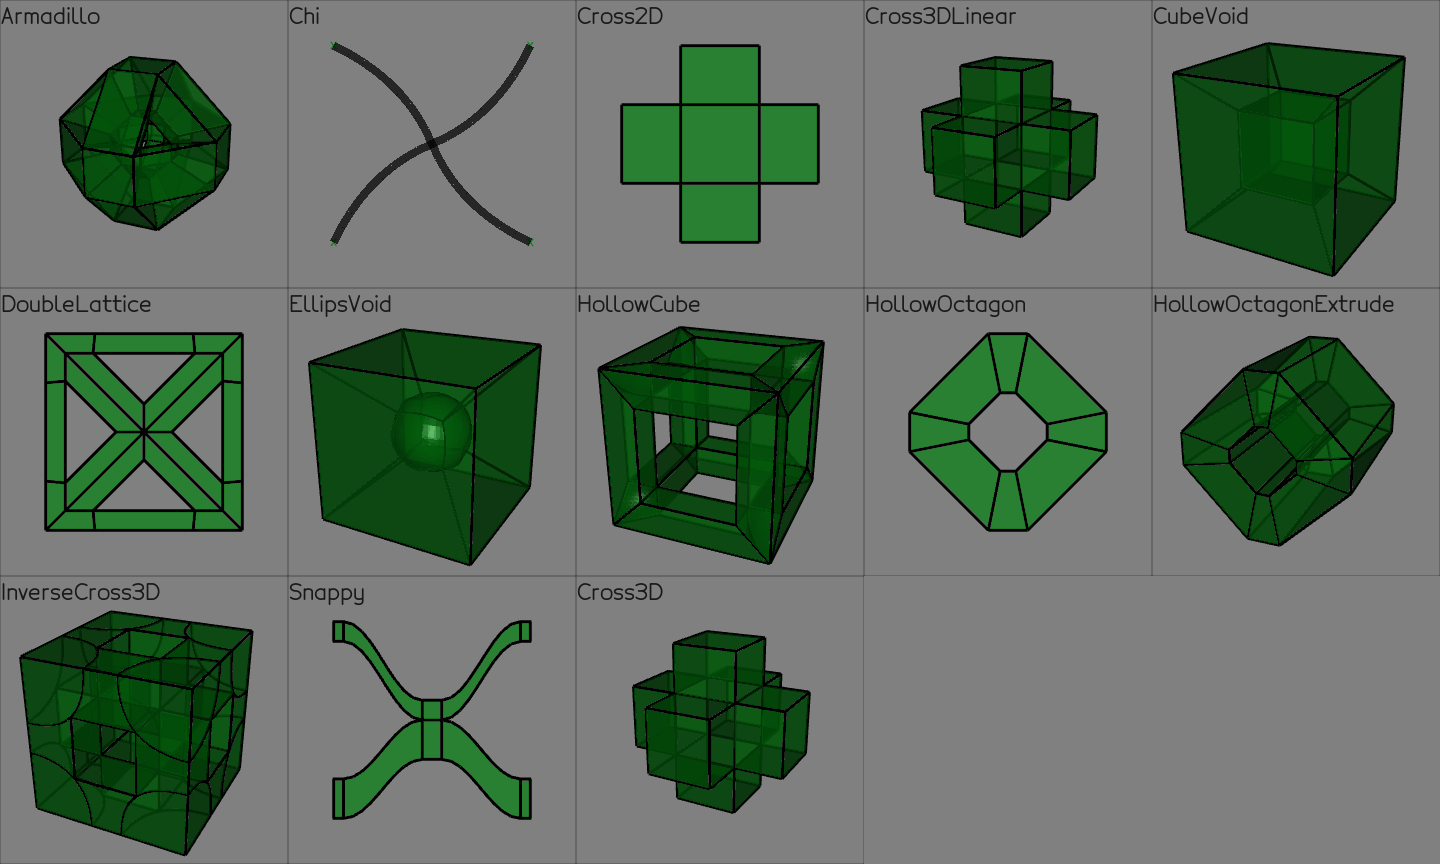 Armadillo
Chi
Cross2D
Cross3DLinear
CubeVoid
DoubleLattice
EllipsVoid
HollowCube
HollowOctagon
HollowOctagonExtrude
InverseCross3D
Snappy
Cross3D